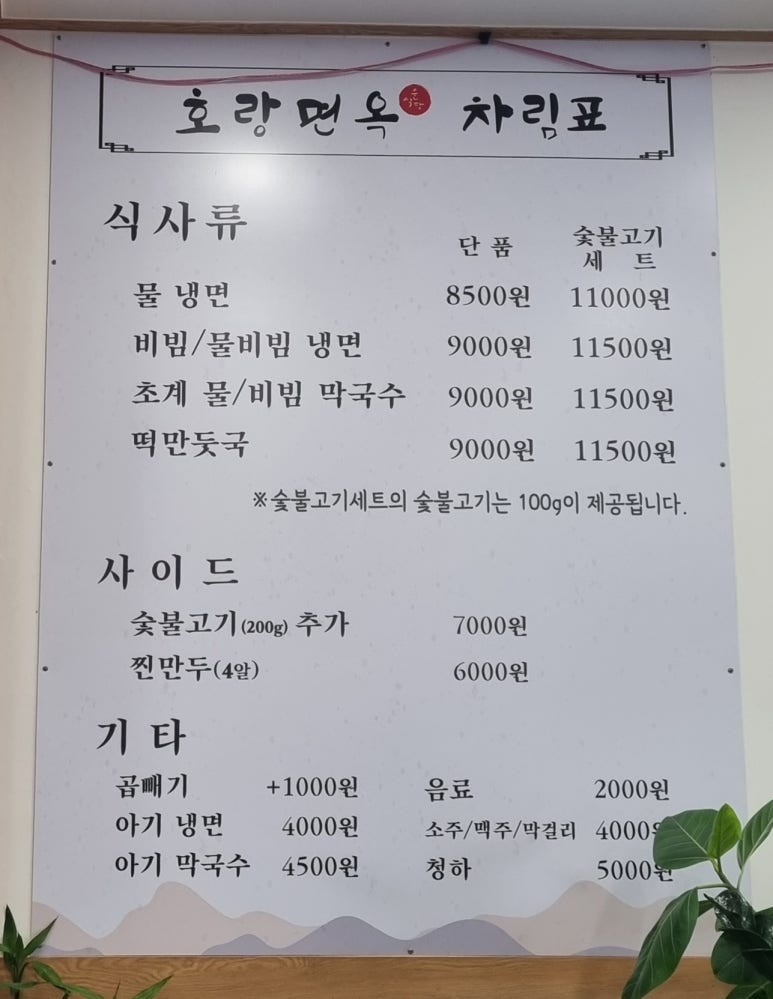 호랑면옥 차림표
식사류
단품 숯불고기 세트
물 냉면 8500원 11000원
비빔/물비빔 냉면 9000원 11500원
초계 물/비빔 막국수 9000원 11500원
떡만둣국 9000원 11500원
※숯불고기세트의 숯불고기는 100g이 제공됩니다.
사이드
숯불고기(200g) 추가 7000원
찐만두(4알) 6000원
기타
곱빼기 +1000원 음료 2000원
아기 냉면 4000원 소주/맥주/막걸리 4000원
아기 막국수 4500원 청하 5000원